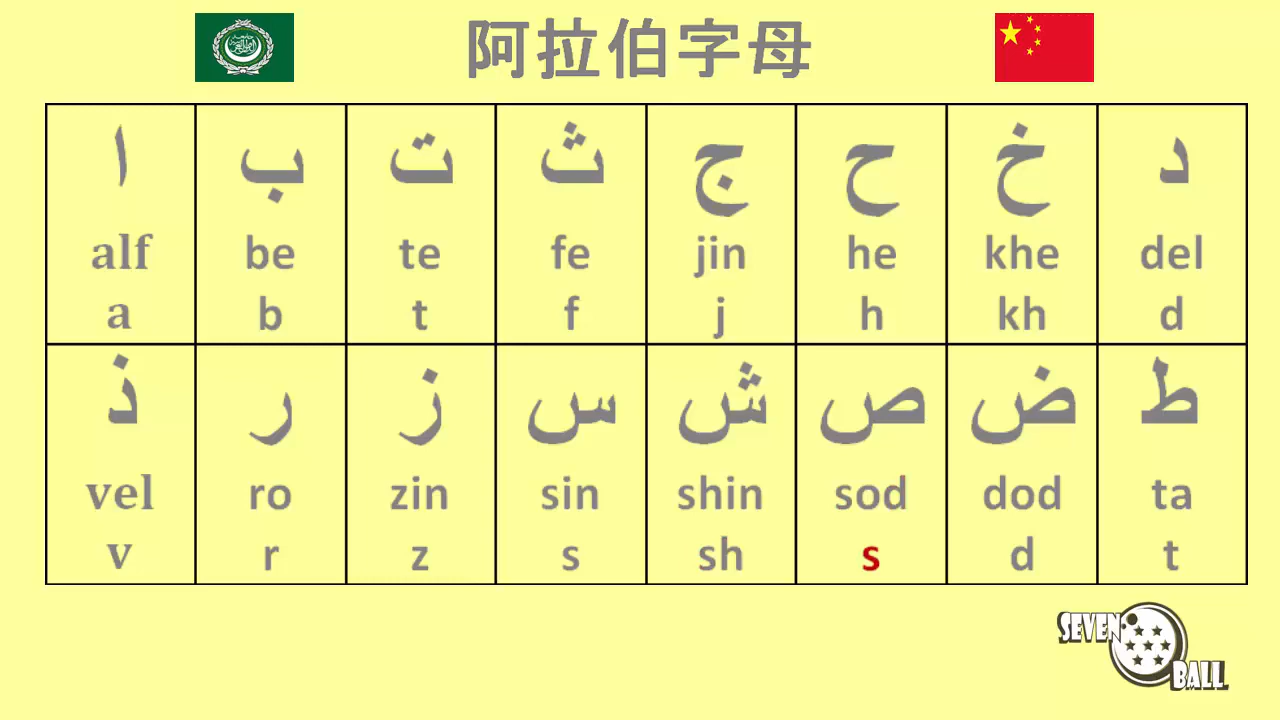 阿拉伯字母
ا ب ت ث ج ح خ د
alf be te fe jin he khe del
a b t f j h kh d
ذ ر ز س ش ص ض ط
vel ro zin sin shin sod dod ta
v r z s sh s d t
SEVEN
BALL